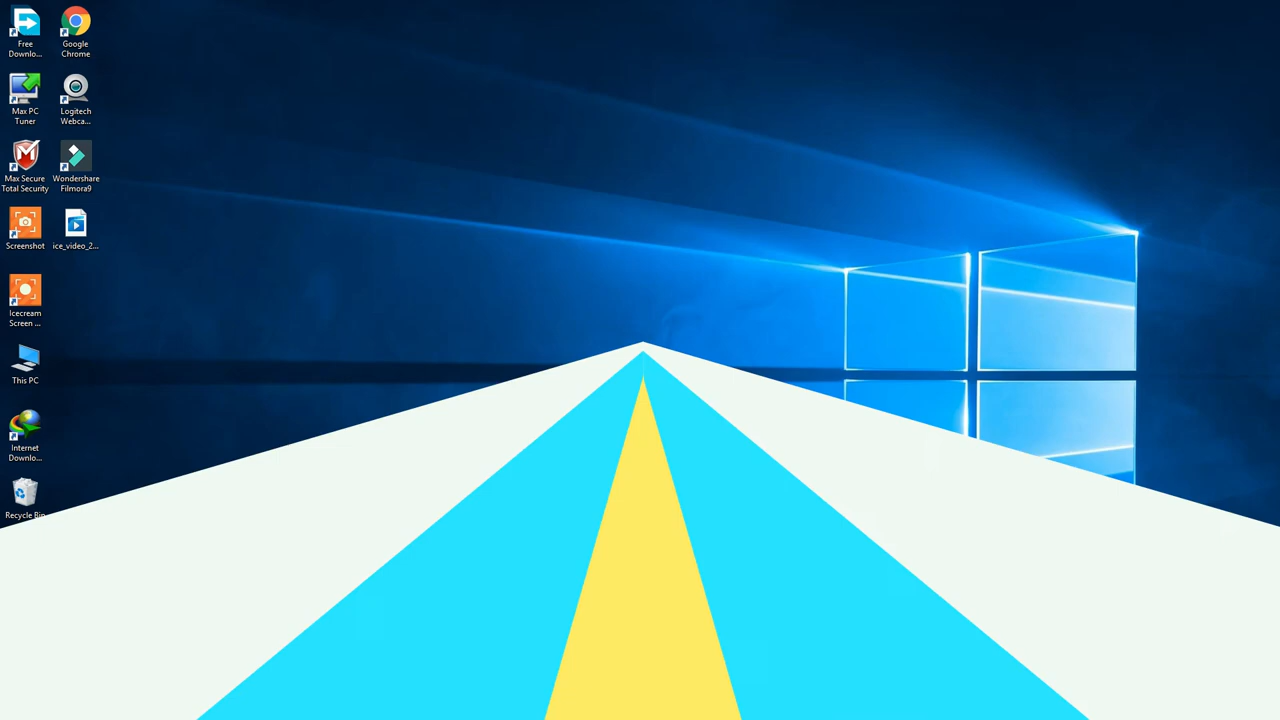 Free
Downlo...
Google
Chrome
Max PC
Tuner
Logitech
Webca...
Max Secure
Total Security
Wondershare
Filmora9
Screenshot
ice_video_2...
Icecream
Screen ...
This PC
Internet
Downlo...
Recycle Bin